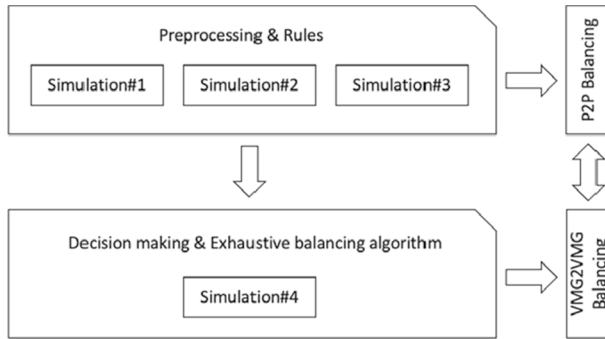 Preprocessing & Rules
Simulation#1
Simulation#2
Simulation#3
P2P Balancing
Decision making & Exhaustive balancing algorithm
Simulation#4
VMG2VMG
Balancing